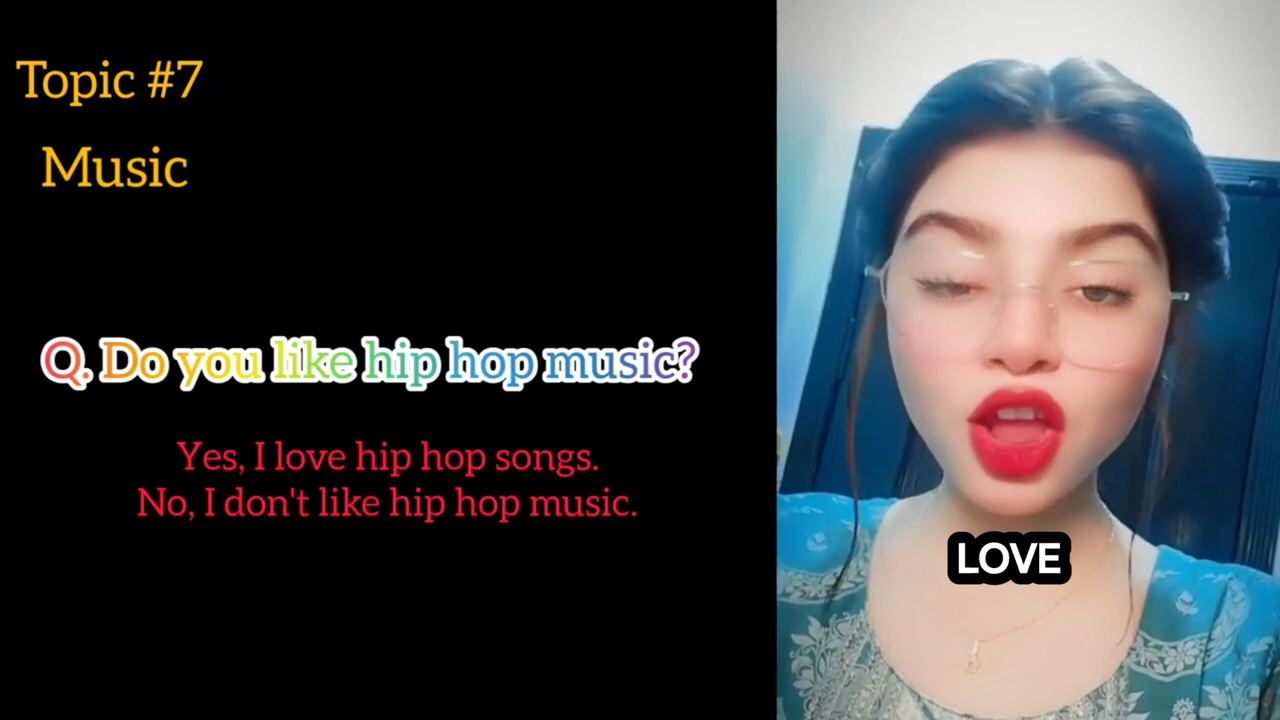 Topic #7
Music
Q. Do you like hip hop music?
Yes, I love hip hop songs.
No, I don't like hip hop music.
LOVE